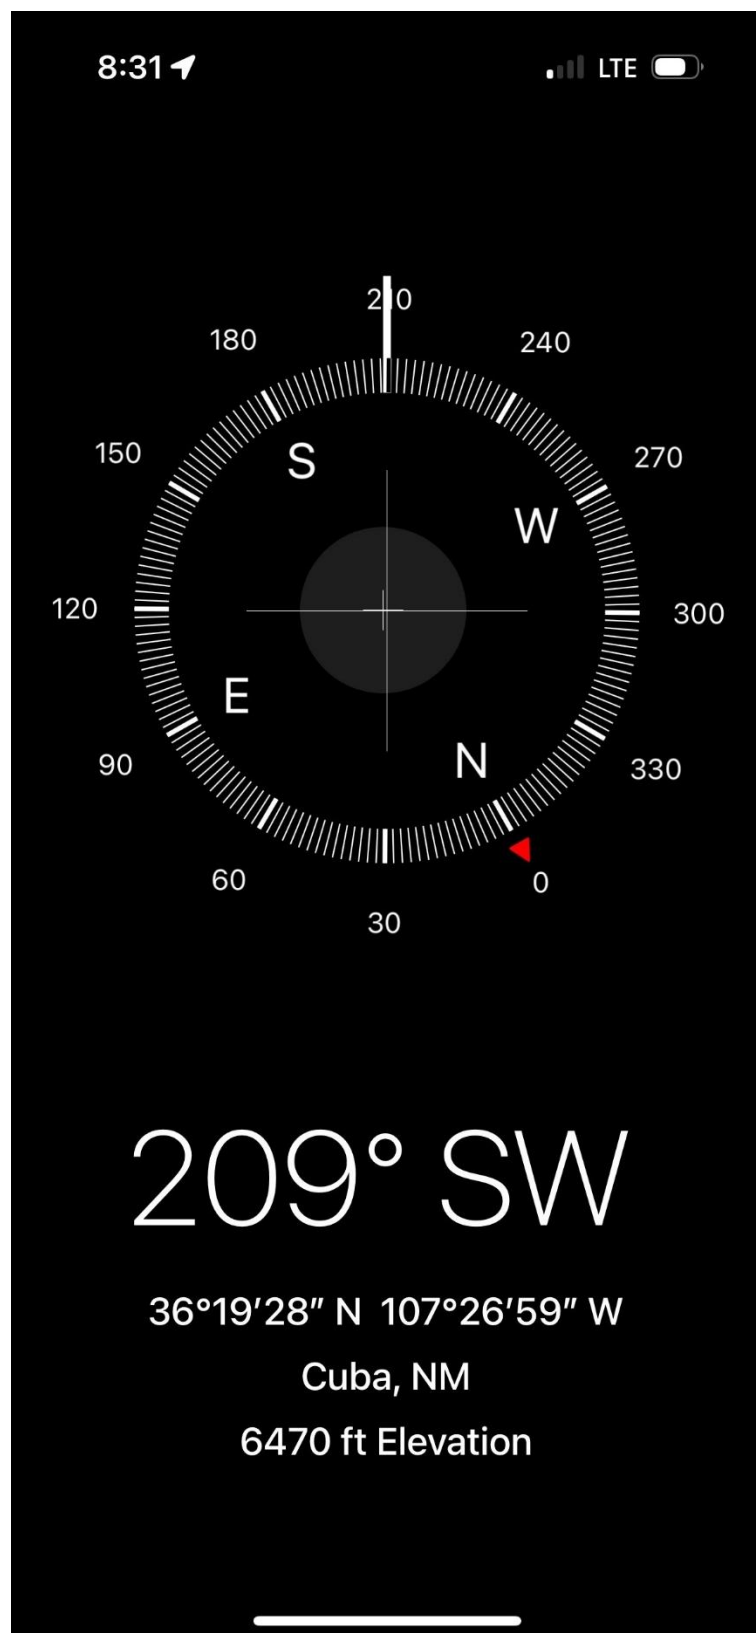 8:31 LTE
210
180 240
150 270
S
W
120 300
E
N
90 330
60 0
30
209° SW
36°19′28″ N 107°26′59″ W
Cuba, NM
6470 ft Elevation